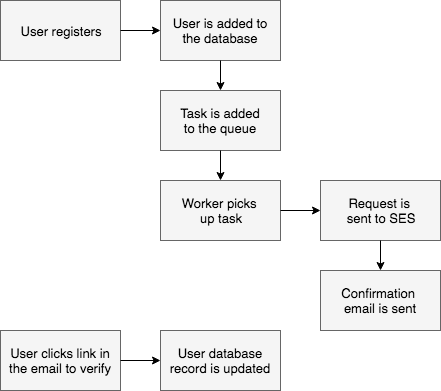 User registers
User is added to
the database
Task is added
to the queue
Worker picks
up task
Request is
sent to SES
Confirmation
email is sent
User clicks link in
the email to verify
User database
record is updated